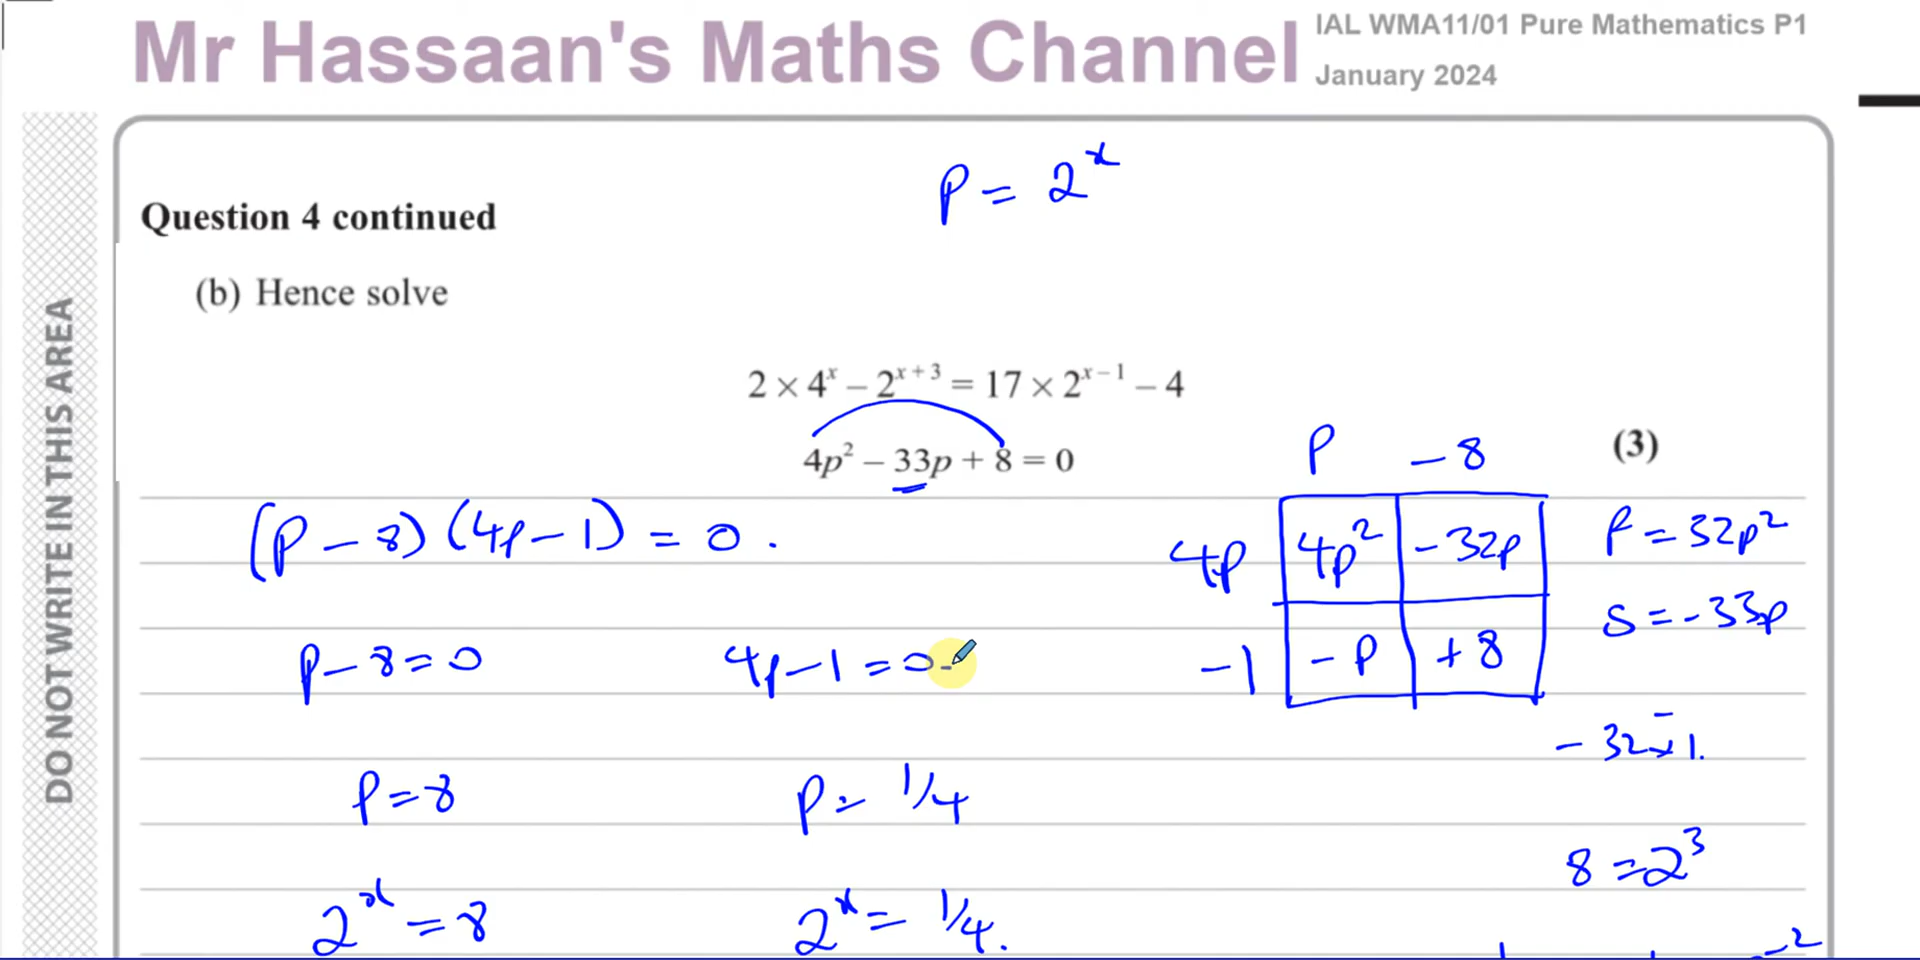 Mr Hassaan's Maths Channel
IAL WMA11/01 Pure Mathematics P1
January 2024
DO NOT WRITE IN THIS AREA
P = 2^x
Question 4 continued
(b) Hence solve
2 × 4^x – 2^(x + 3) = 17 × 2^(x – 1) – 4
4p² – 33p + 8 = 0
(3)
(P – 8)(4p – 1) = 0.
P – 8 = 0
4p – 1 = 0
P = 8
P = 1/4
2^x = 8
2^x = 1/4.
P – 8
4p 4p² – 32p
– 1 – P + 8
P = 32p²
S = – 33p
– 32 × – 1.
8 = 2³